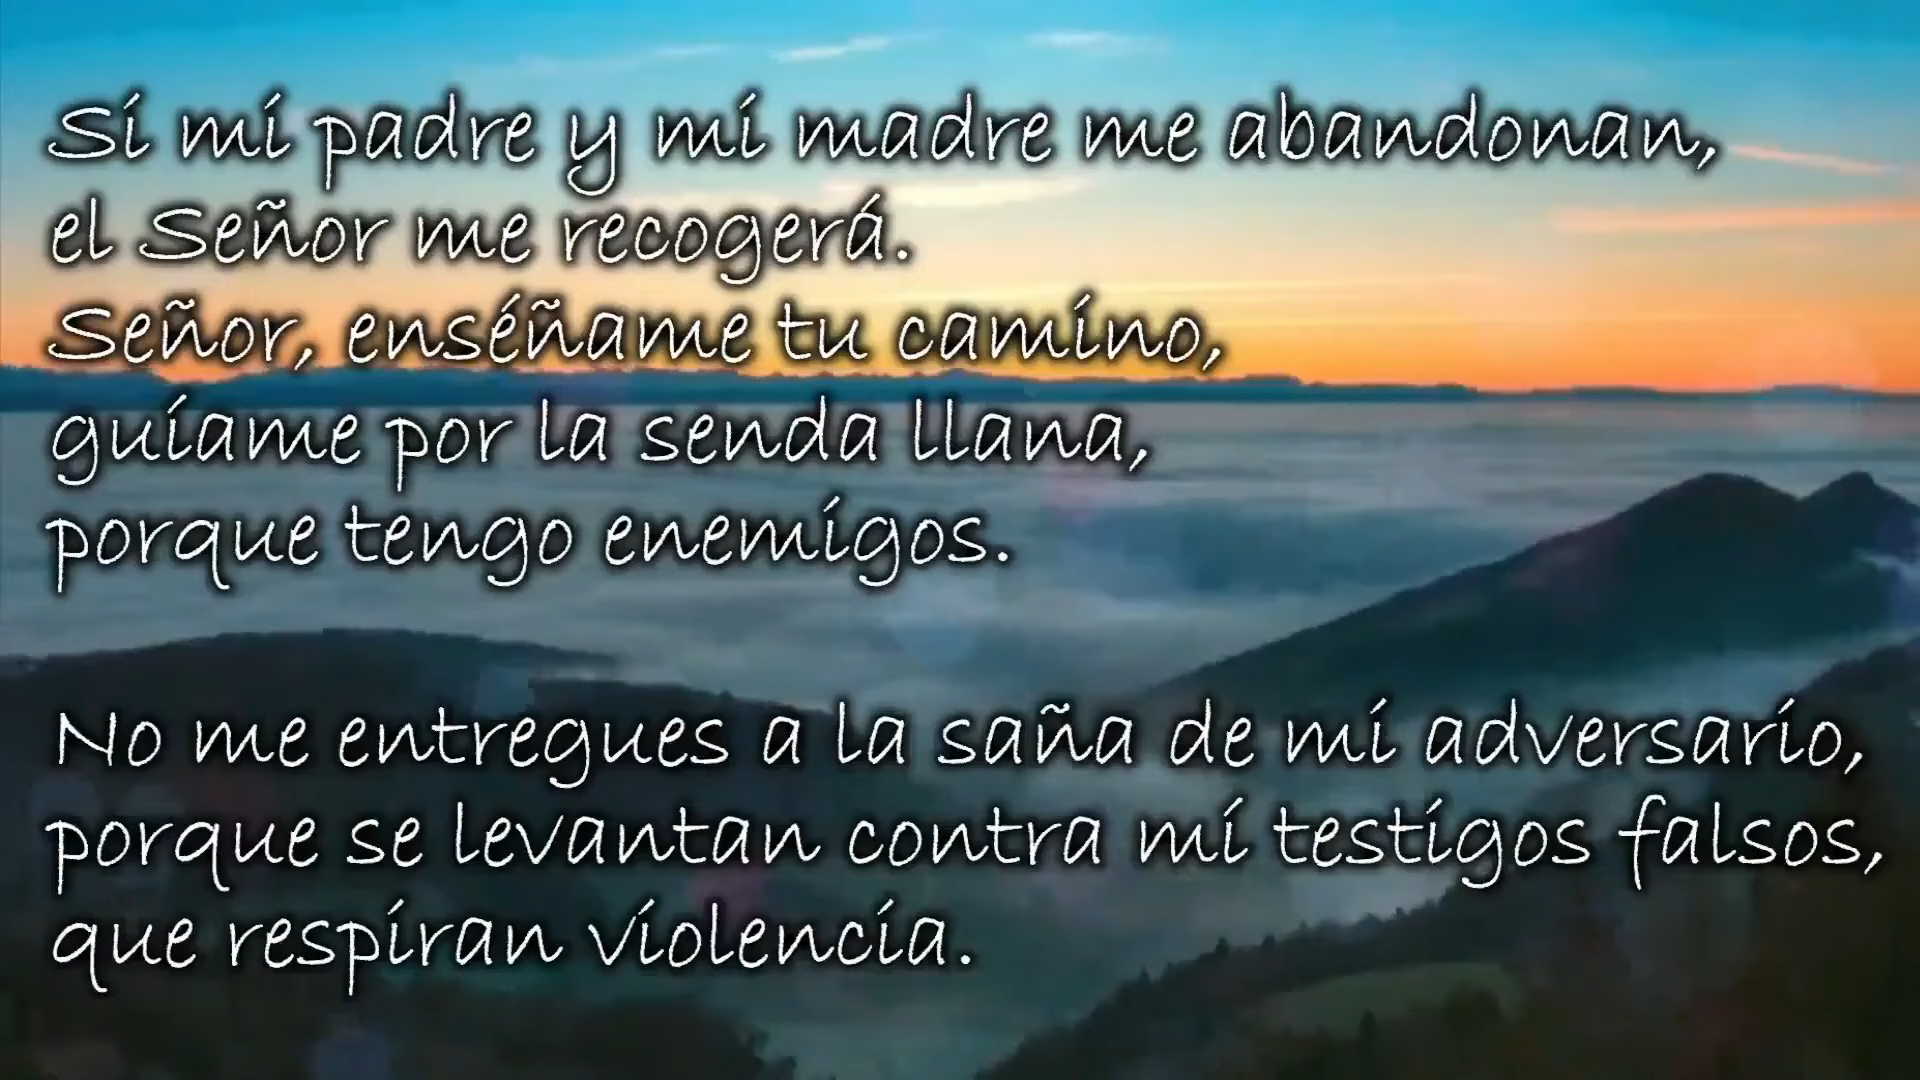 Si mi padre y mi madre me abandonan,
el Señor me recogerá.
Señor, enséñame tu camino,
guíame por la senda llana,
porque tengo enemigos.
No me entregues a la saña de mi adversario,
porque se levantan contra mí testigos falsos,
que respiran violencia.